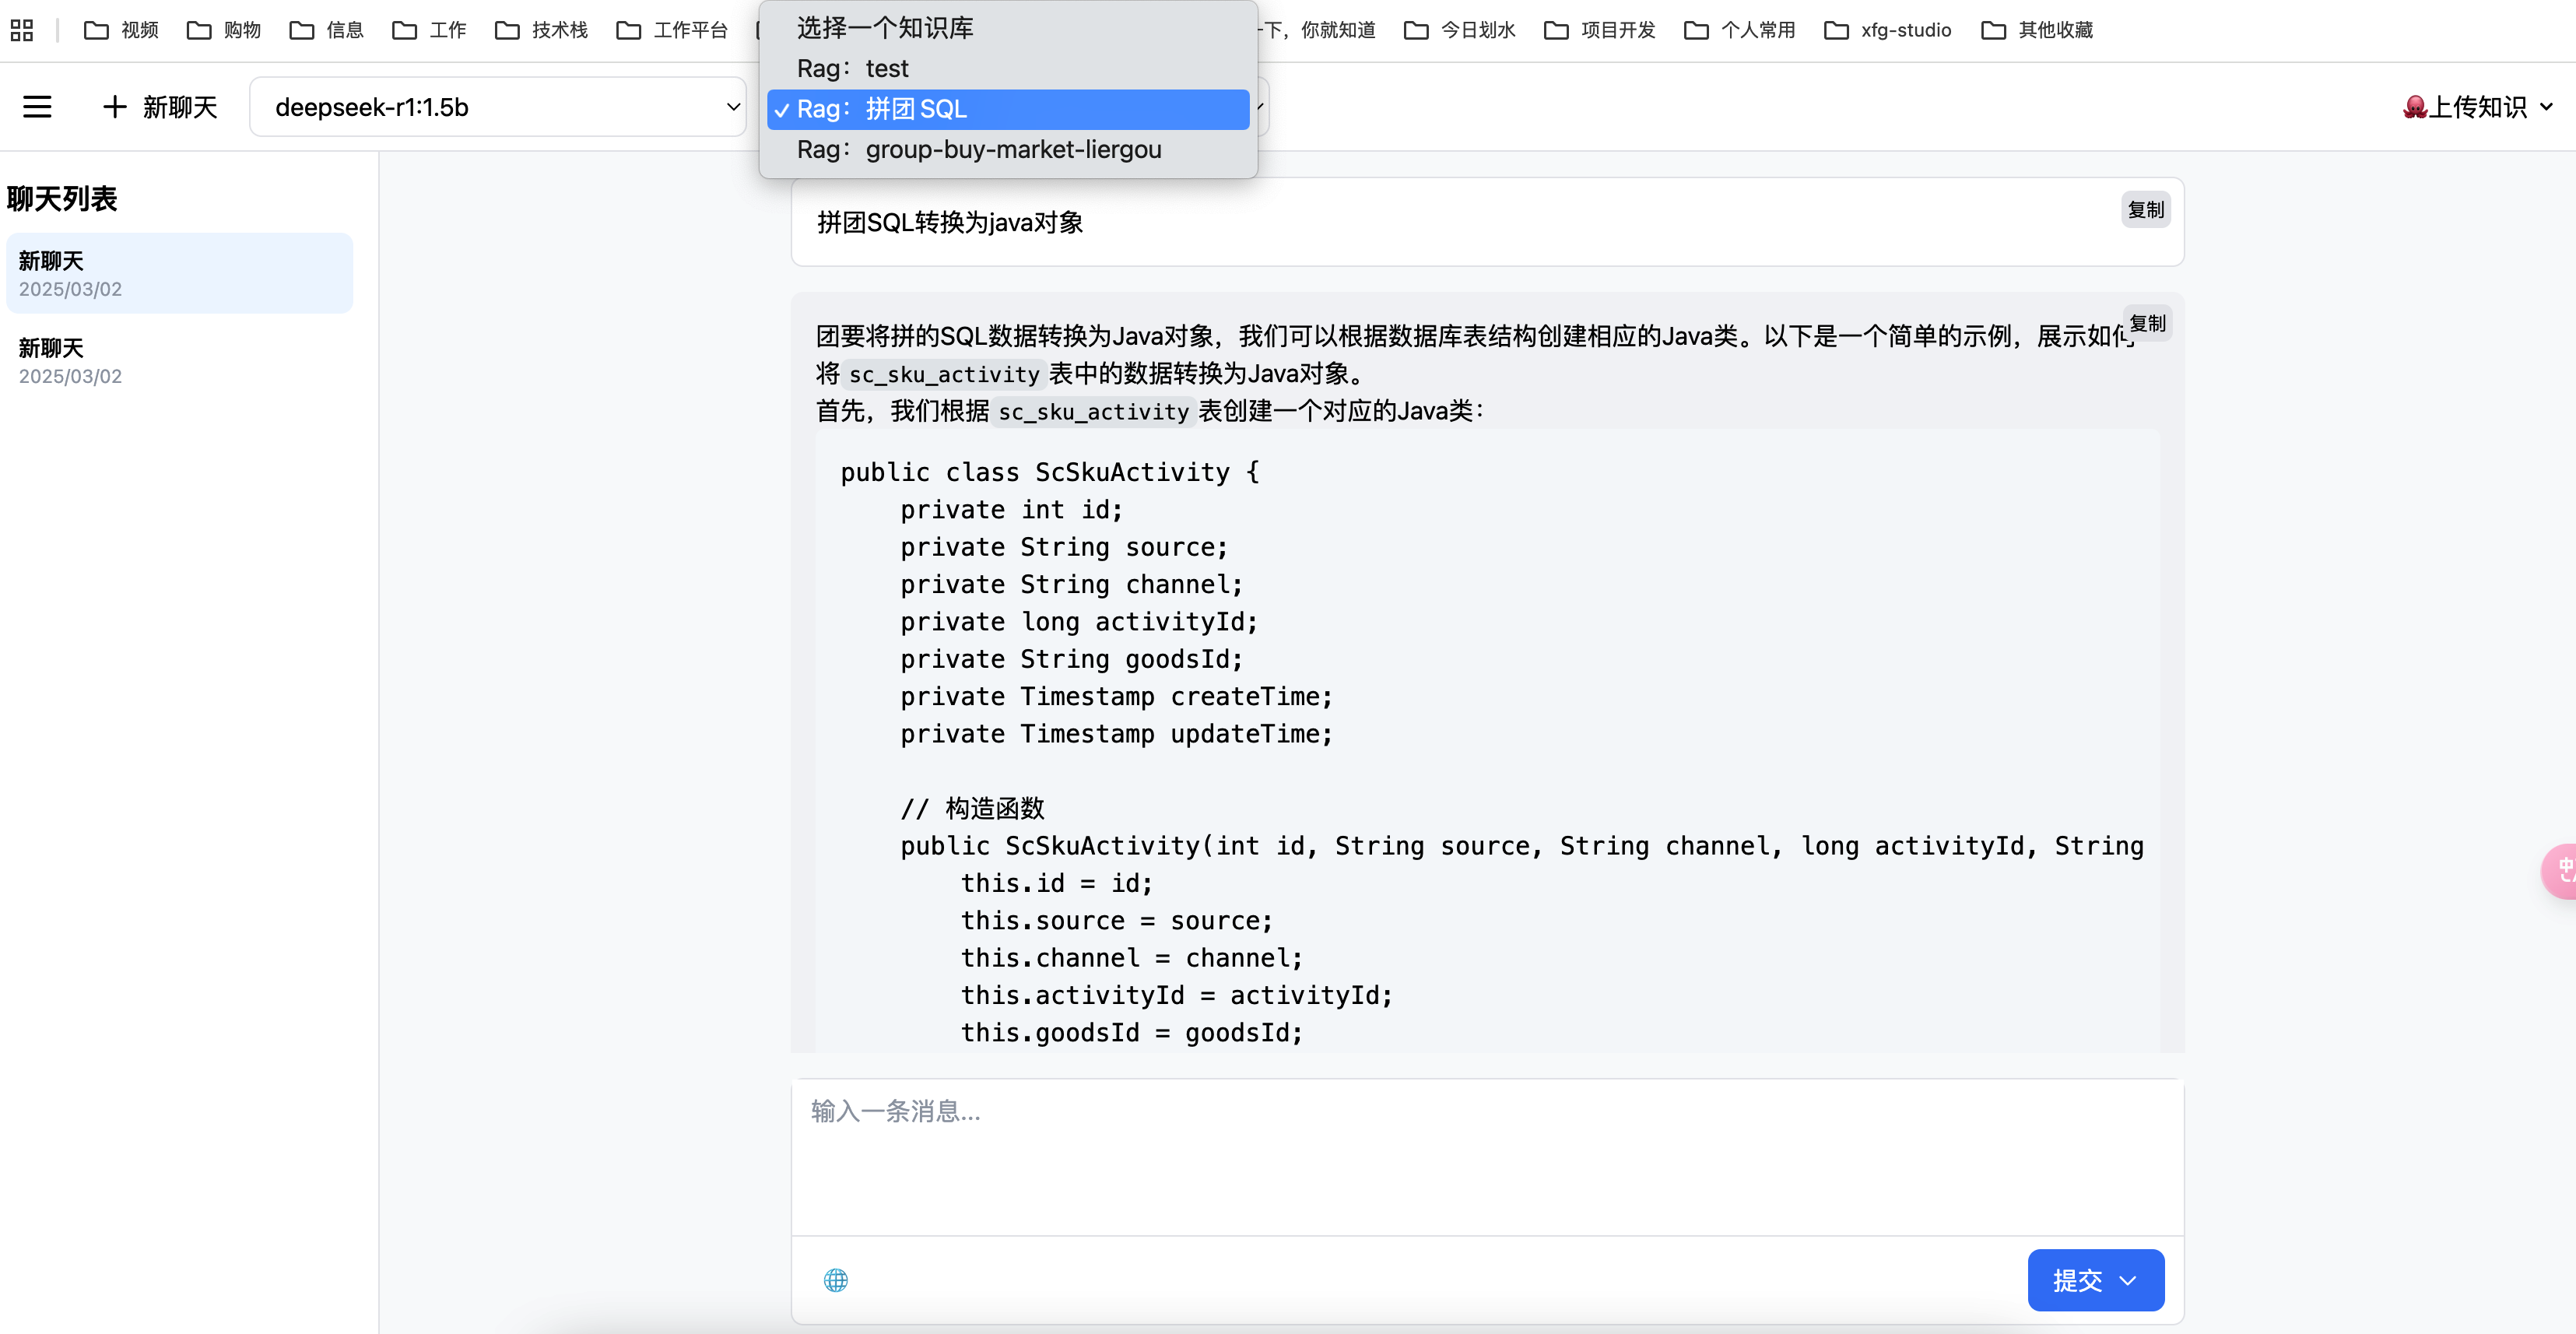 视频 购物 信息 工作 技术栈 工作平台 一下，你就知道 今日划水 项目开发 个人常用 xfg-studio 其他收藏
选择一个知识库
Rag：test
✓ Rag：拼团 SQL
Rag：group-buy-market-liergou
+ 新聊天 deepseek-r1:1.5b 上传知识
聊天列表
新聊天
2025/03/02
新聊天
2025/03/02
复制
拼团SQL转换为java对象
复制
团要将拼的SQL数据转换为Java对象，我们可以根据数据库表结构创建相应的Java类。以下是一个简单的示例，展示如何
将 sc_sku_activity 表中的数据转换为Java对象。
首先，我们根据 sc_sku_activity 表创建一个对应的Java类：
public class ScSkuActivity {
private int id;
private String source;
private String channel;
private long activityId;
private String goodsId;
private Timestamp createTime;
private Timestamp updateTime;
// 构造函数
public ScSkuActivity(int id, String source, String channel, long activityId, String
this.id = id;
this.source = source;
this.channel = channel;
this.activityId = activityId;
this.goodsId = goodsId;
输入一条消息...
提交